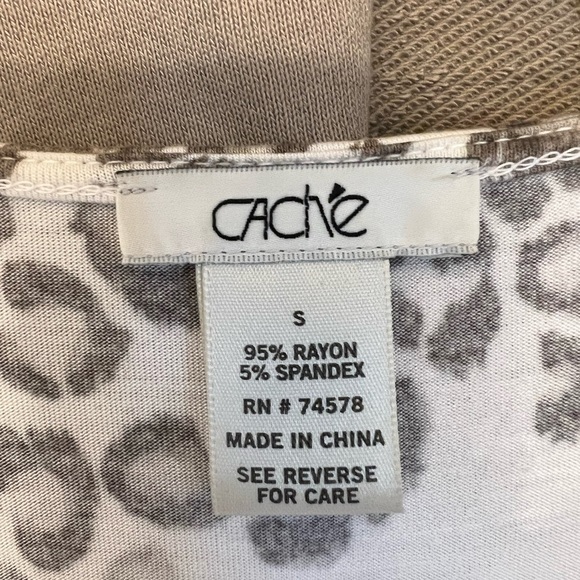 CAché
S
95% RAYON
5% SPANDEX
RN # 74578
MADE IN CHINA
SEE REVERSE
FOR CARE